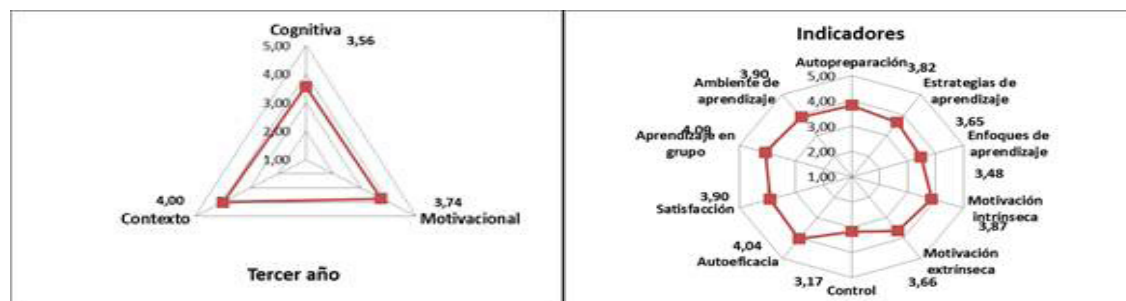 Cognitiva
3,56
5,00
4,00
3,00
2,00
1,00
4,00
Contexto
3,74
Motivacional
Tercer año
Indicadores
Autopreparación
5,00
3,82
4,00
3,00
2,00
1,00
Estrategias de
aprendizaje
3,65
Enfoques de
aprendizaje
3,48
Motivación
intrínseca
3,87
Motivación
extrínseca
3,66
Control
3,17
Autoeficacia
4,04
Satisfacción
3,90
Aprendizaje en
grupo
4,09
Ambiente de
aprendizaje
3,90